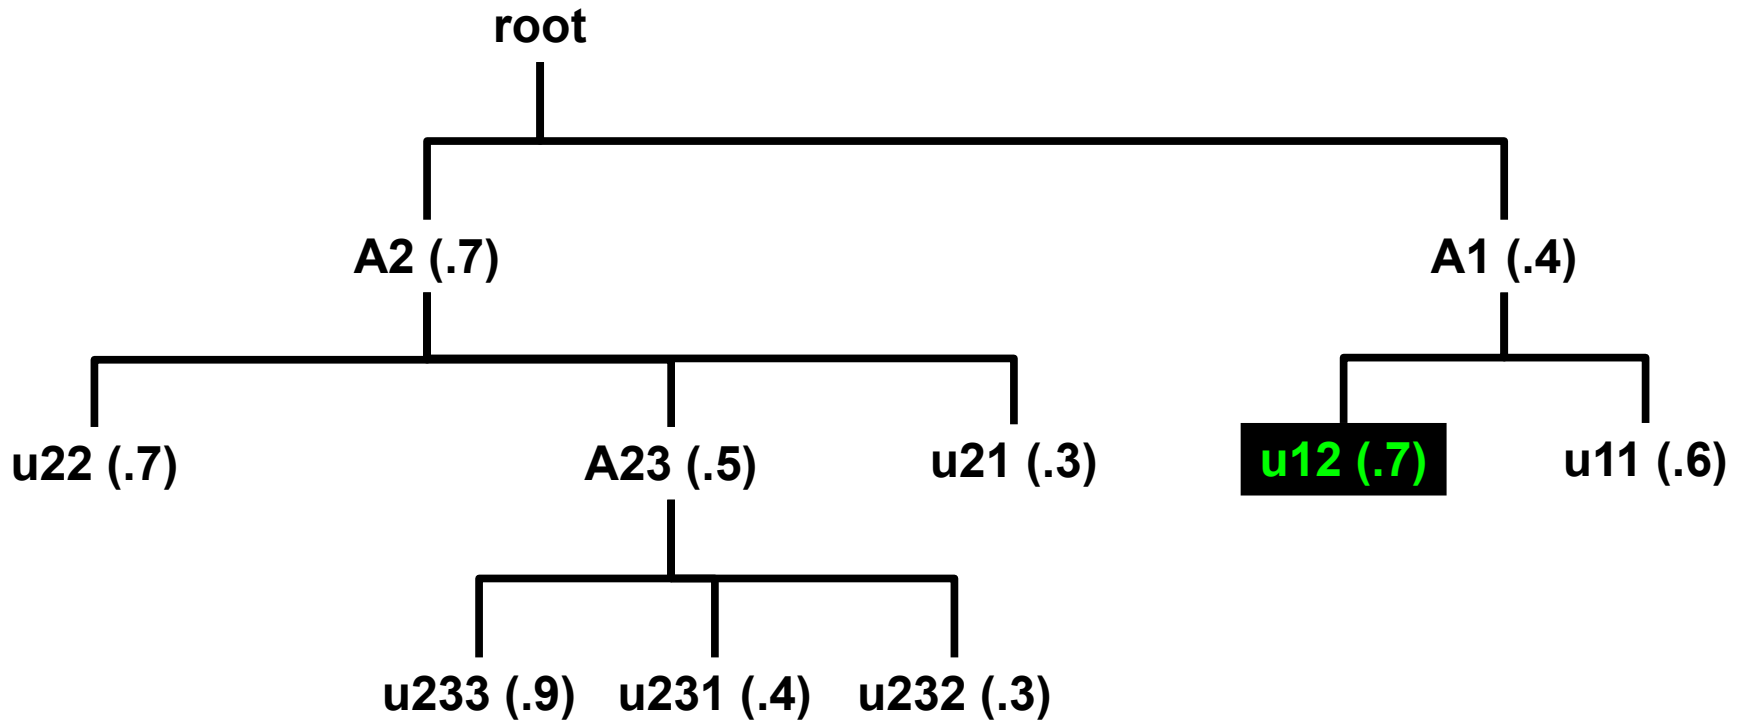 root
A2 (.7)
A1 (.4)
u22 (.7)
A23 (.5)
u21 (.3)
u12 (.7)
u11 (.6)
u233 (.9)
u231 (.4)
u232 (.3)